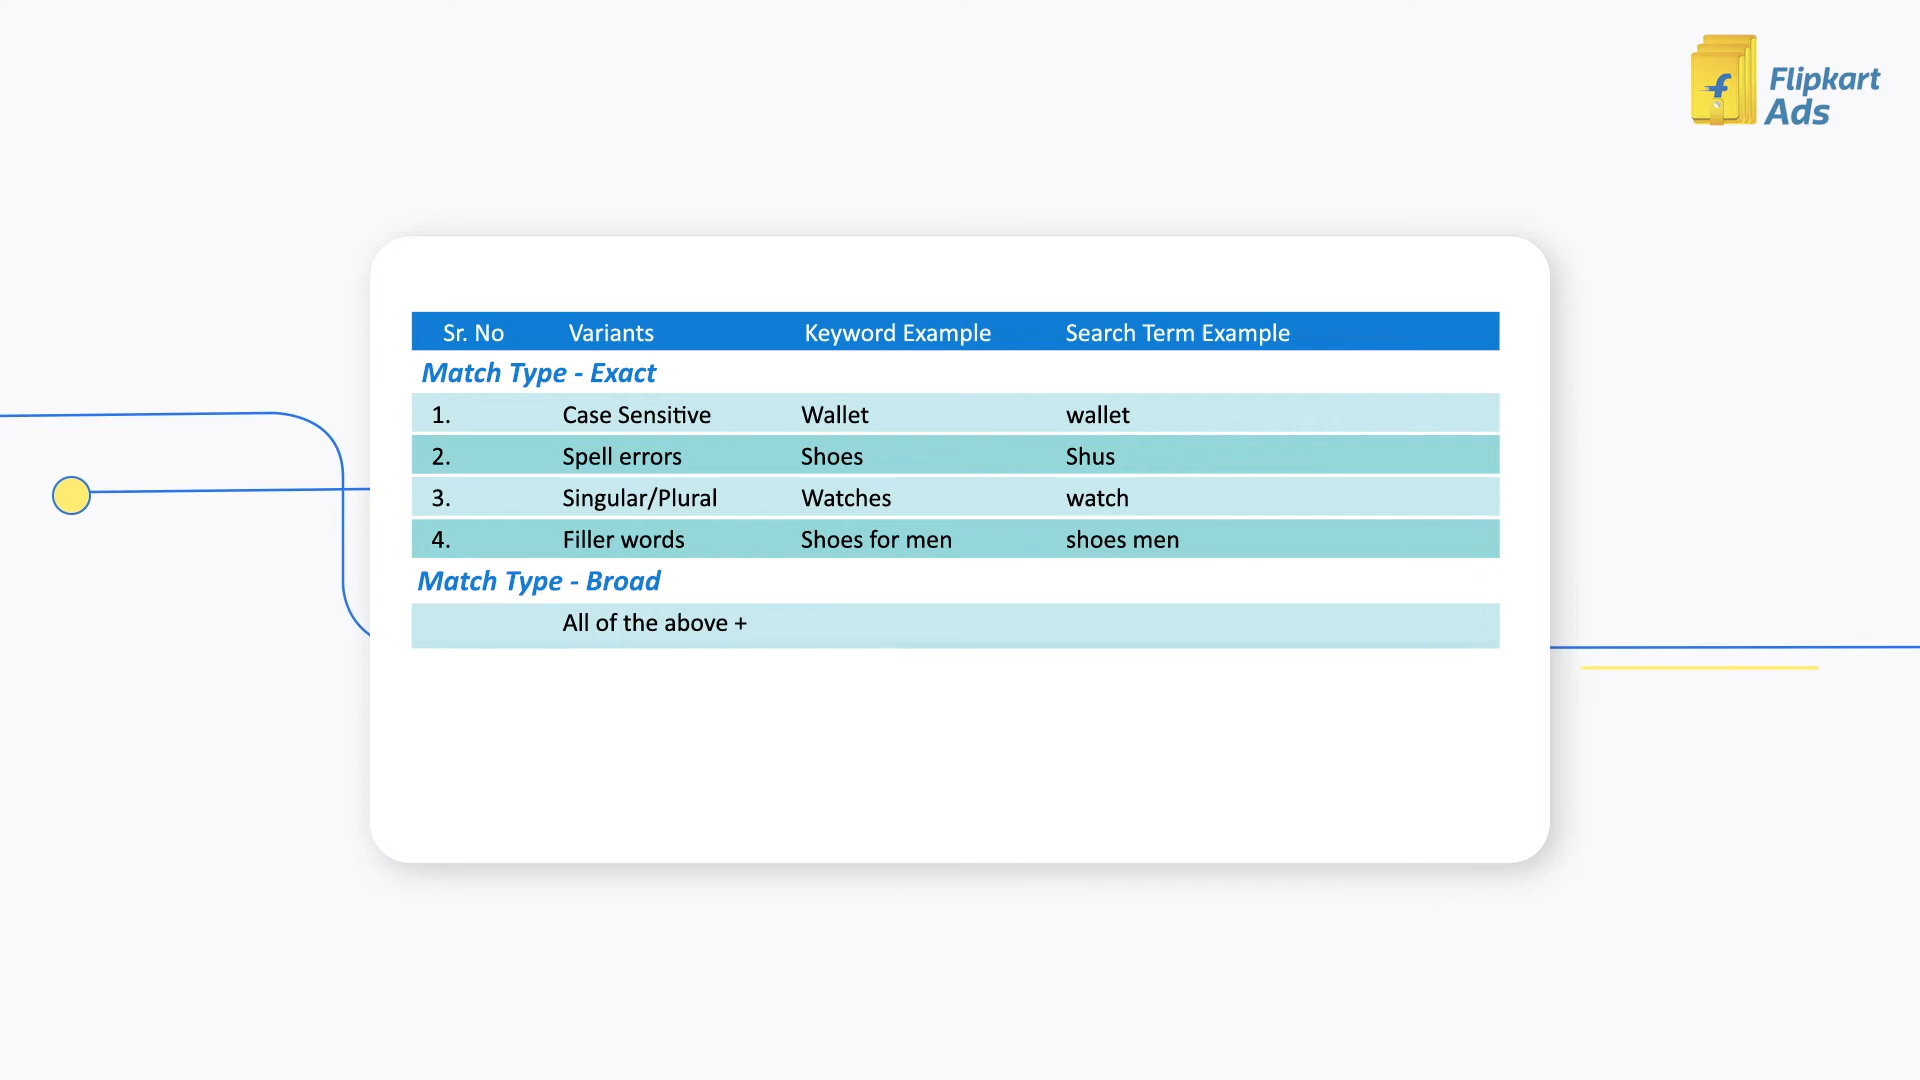 Flipkart
Ads
Sr. No Variants Keyword Example Search Term Example
Match Type - Exact
1. Case Sensitive Wallet wallet
2. Spell errors Shoes Shus
3. Singular/Plural Watches watch
4. Filler words Shoes for men shoes men
Match Type - Broad
All of the above +